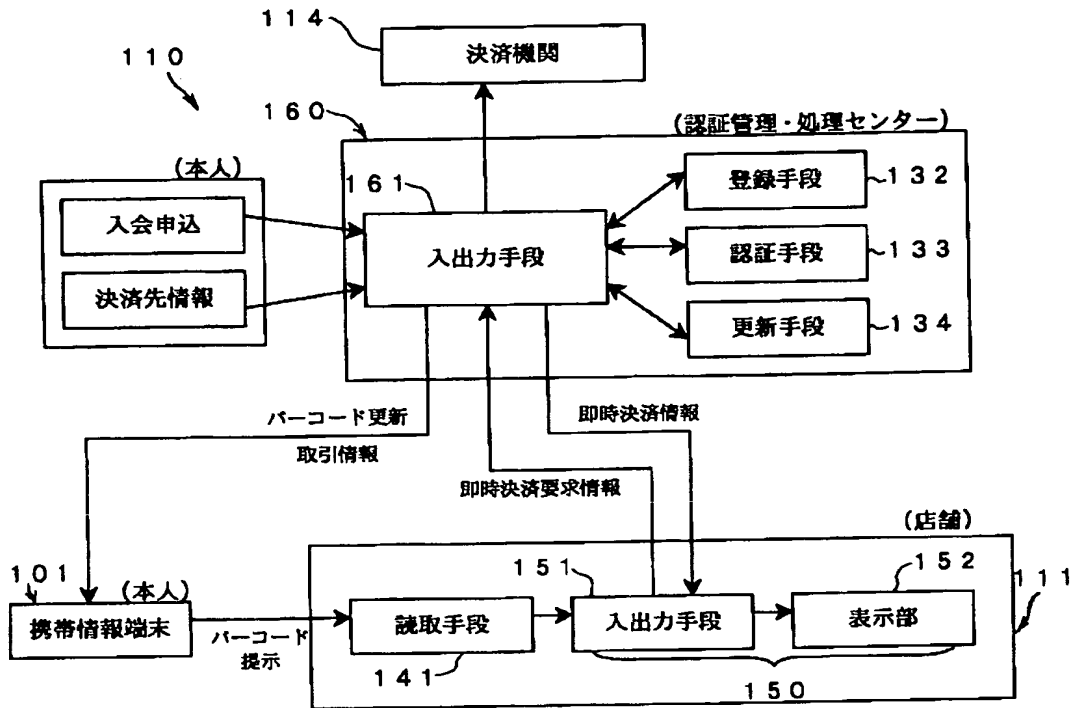 114
決済機関
110
160
(認証管理・処理センター)
(本人)
入会申込
決済先情報
161
入出力手段
登録手段
132
認証手段
133
更新手段
134
バーコード更新
取引情報
即時決済情報
即時決済要求情報
(店舗)
101
(本人)
携帯情報端末
バーコード
提示
読取手段
141
151
入出力手段
152
表示部
150
111